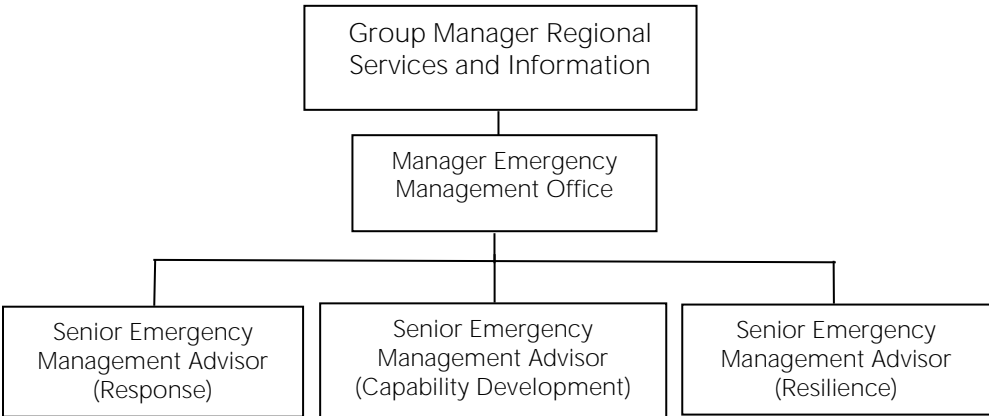 Group Manager Regional
Services and Information
Manager Emergency
Management Office
Senior Emergency
Management Advisor
(Response)
Senior Emergency
Management Advisor
(Capability Development)
Senior Emergency
Management Advisor
(Resilience)